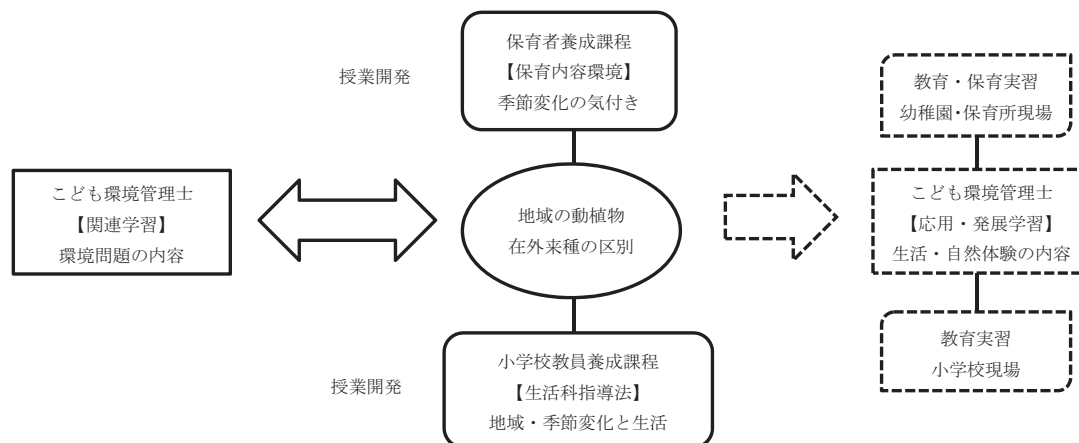 保育者養成課程
【保育内容環境】
季節変化の気付き
授業開発
こども環境管理士
【関連学習】
環境問題の内容
地域の動植物
在外来種の区別
小学校教員養成課程
【生活科指導法】
地域・季節変化と生活
授業開発
教育・保育実習
幼稚園・保育所現場
こども環境管理士
【応用・発展学習】
生活・自然体験の内容
教育実習
小学校現場